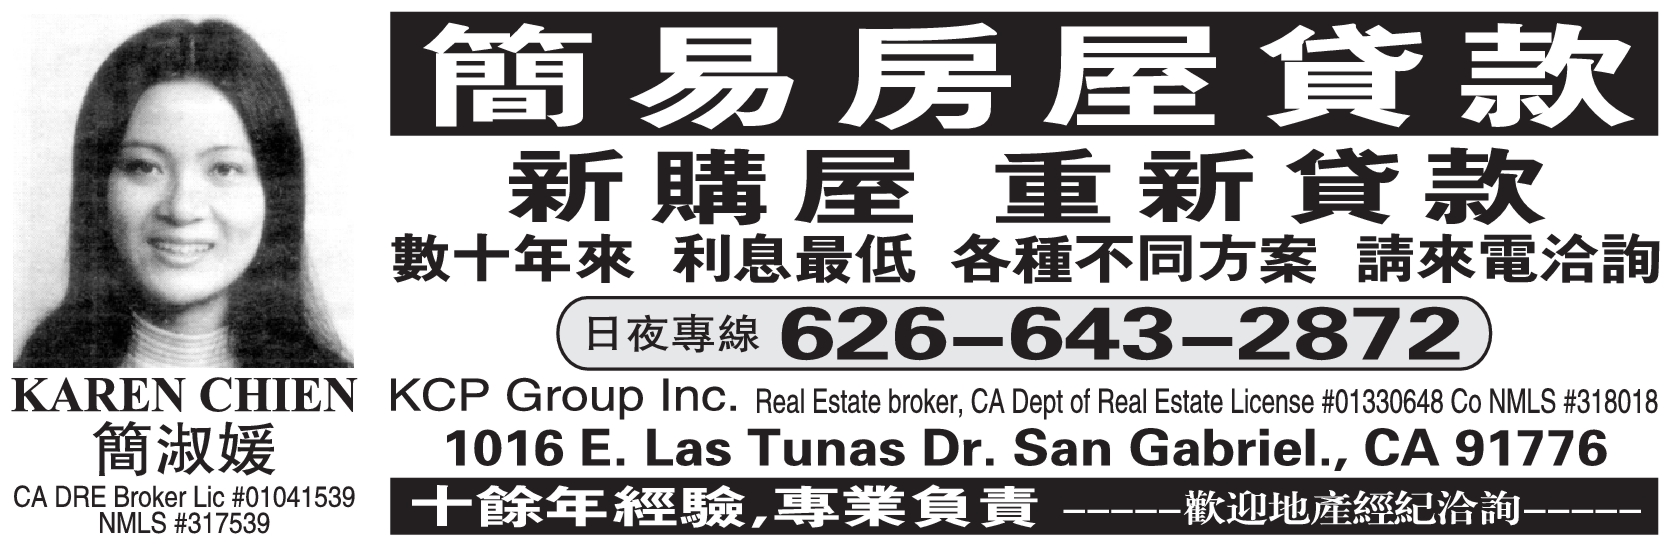 簡易房屋貸款
新購屋 重新貸款
數十年來 利息最低 各種不同方案 請來電洽詢
日夜專線 626-643-2872
KAREN CHIEN
簡淑媛
CA DRE Broker Lic #01041539
NMLS #317539
KCP Group Inc. Real Estate broker, CA Dept of Real Estate License #01330648 Co NMLS #318018
1016 E. Las Tunas Dr. San Gabriel., CA 91776
十餘年經驗,專業負責 -----歡迎地產經紀洽詢-----